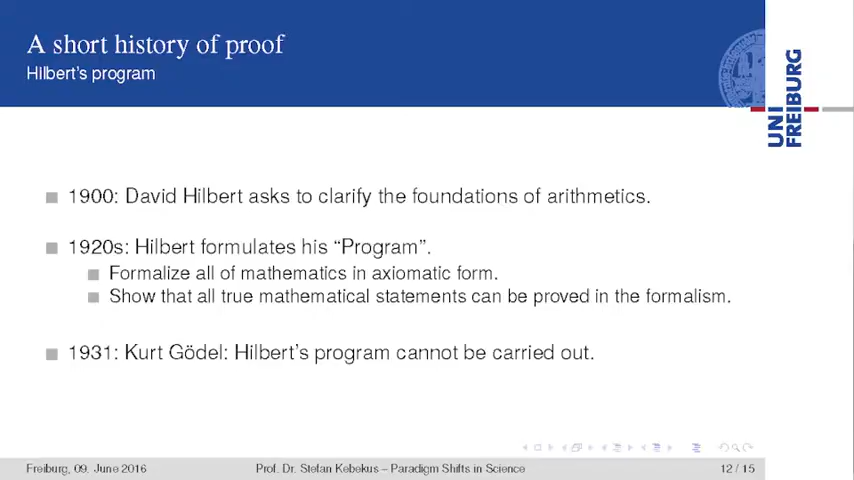 A short history of proof
Hilbert's program
UNI
FREIBURG
1900: David Hilbert asks to clarify the foundations of arithmetics.
1920s: Hilbert formulates his “Program”.
Formalize all of mathematics in axiomatic form.
Show that all true mathematical statements can be proved in the formalism.
1931: Kurt Gödel: Hilbert's program cannot be carried out.
Freiburg, 09. June 2016 Prof. Dr. Stefan Kebekus – Paradigm Shifts in Science 12 / 15